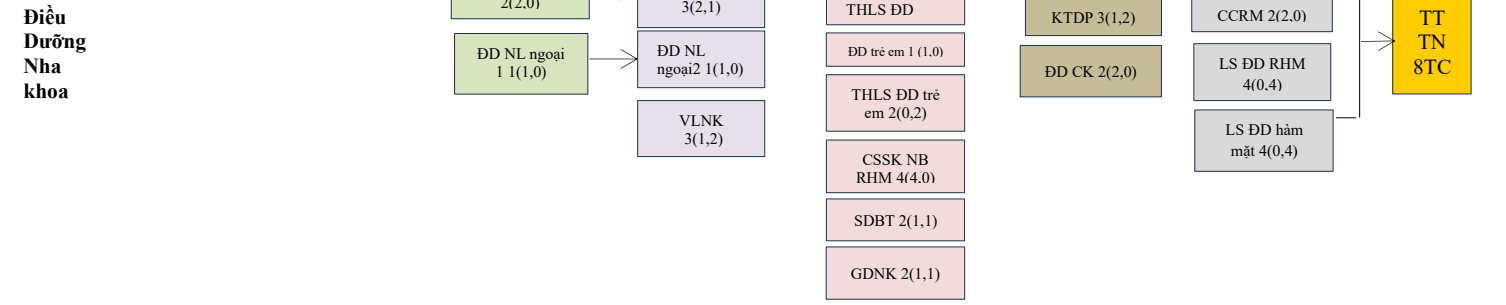 Điều
Dưỡng
Nha
khoa
2(2,0)
ĐD NL ngoại
1 1(1,0)
3(2,1)
ĐD NL
ngoại2 1(1,0)
VLNK
3(1,2)
THLS ĐD
ĐD trẻ em 1 (1,0)
THLS ĐD trẻ
em 2(0,2)
CSSK NB
RHM 4(4,0)
SDBT 2(1,1)
GDNK 2(1,1)
KTDP 3(1,2)
ĐD CK 2(2,0)
CCRM 2(2,0)
LS ĐD RHM
4(0,4)
LS ĐD hàm
mặt 4(0,4)
TT
TN
8TC